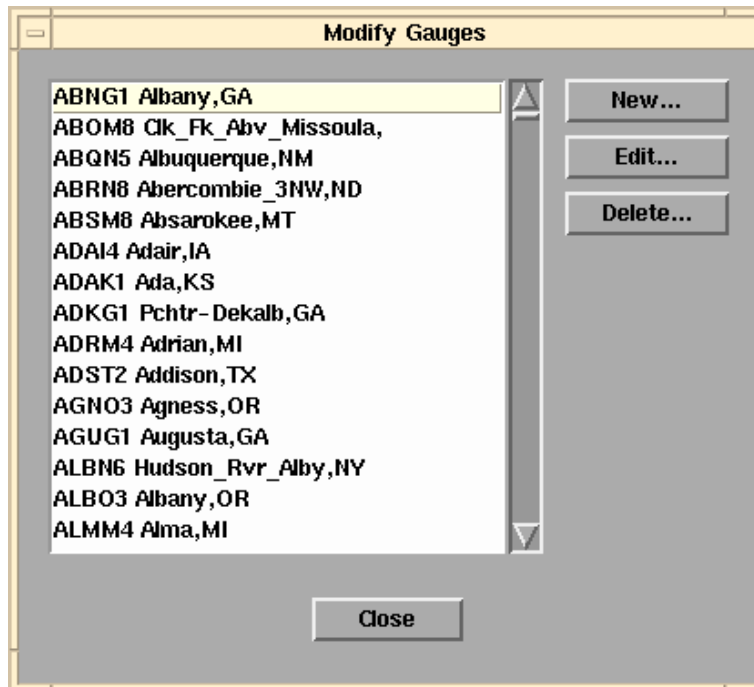 Modify Gauges
ABNG1 Albany,GA
ABOM8 Clk_Fk_Abv_Missoula,
ABQN5 Albuquerque,NM
ABRN8 Abercombie_3NW,ND
ABSM8 Absarokee,MT
ADAI4 Adair,IA
ADAK1 Ada,KS
ADKG1 Pchtr-Dekalb,GA
ADRM4 Adrian,MI
ADST2 Addison,TX
AGNO3 Agness,OR
AGUG1 Augusta,GA
ALBN6 Hudson_Rvr_Alby,NY
ALBO3 Albany,OR
ALMM4 Alma,MI
New...
Edit...
Delete...
Close